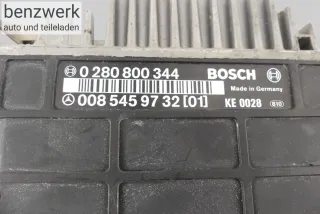 benzwerk
auto und teileladen
0 280 800 344 BOSCH
Made in Germany
008 545 97 32 [01] KE 0028 810